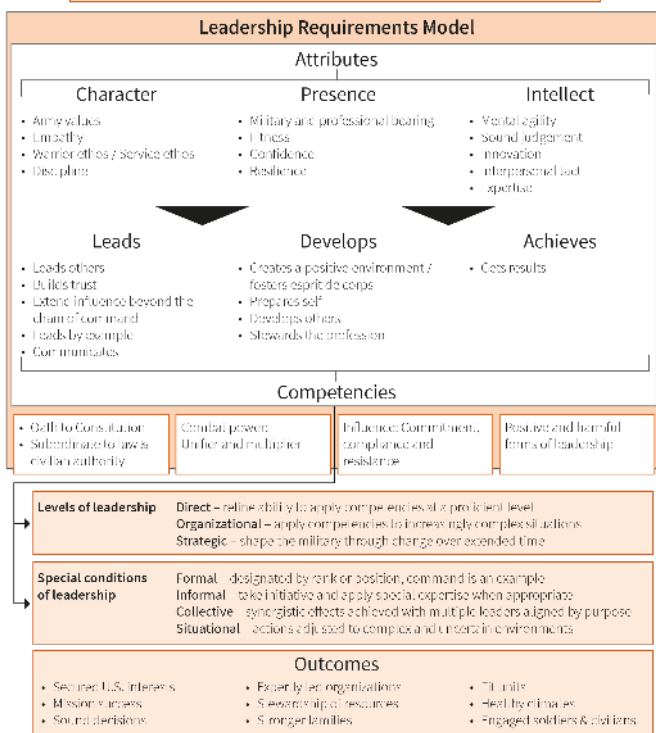 Leadership Requirements Model
Attributes
Character
• Army values
• Empathy
• Warrior ethos / Service ethos
• Discipline
Presence
• Military and professional bearing
• Fitness
• Confidence
• Resilience
Intellect
• Mental agility
• Sound judgement
• Innovation
• Interpersonal tact
• Expertise
Leads
• Leads others
• Builds trust
• Extend influence beyond the
chain of command
• Leads by example
• Communicates
Develops
• Creates a positive environment /
fosters esprit de corps
• Prepares self
• Develops others
• Stewards the profession
Achieves
• Gets results
Competencies
• Oath to Constitution
• Subordinate to law &
civilian authority
Combat power:
Unifier and multiplier
Influence: Commitment,
compliance and
resistance
Positive and harmful
forms of leadership
Levels of leadership
Direct – refine ability to apply competencies at a proficient level
Organizational – apply competencies to increasingly complex situations
Strategic – shape the military through change over extended time
Special conditions
of leadership
Formal – designated by rank or position, command is an example
Informal – take initiative and apply special expertise when appropriate
Collective – synergistic effects achieved with multiple leaders aligned by purpose
Situational – actions adjusted to complex and uncertain environments
Outcomes
• Secured U.S. interests
• Mission success
• Sound decisions
• Expertly led organizations
• Stewardship of resources
• Stronger families
• Fit units
• Healthy climates
• Engaged soldiers & civilians